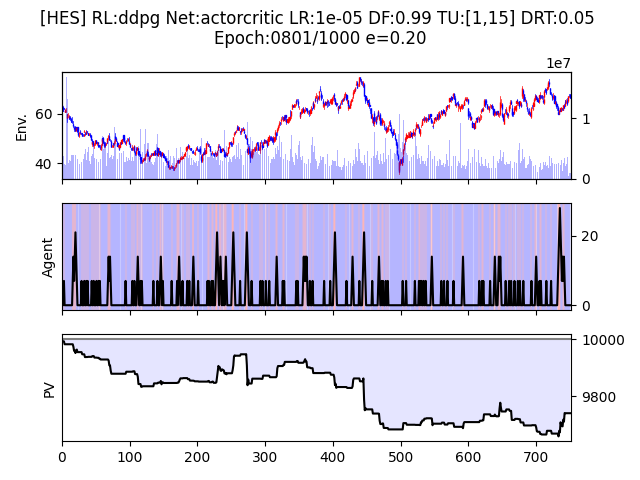 [HES] RL:ddpg Net:actorcritic LR:1e-05 DF:0.99 TU:[1,15] DRT:0.05
Epoch:0801/1000 e=0.20
1e7
Env.
60
40
1
0
Agent
20
0
PV
10000
9800
0 100 200 300 400 500 600 700